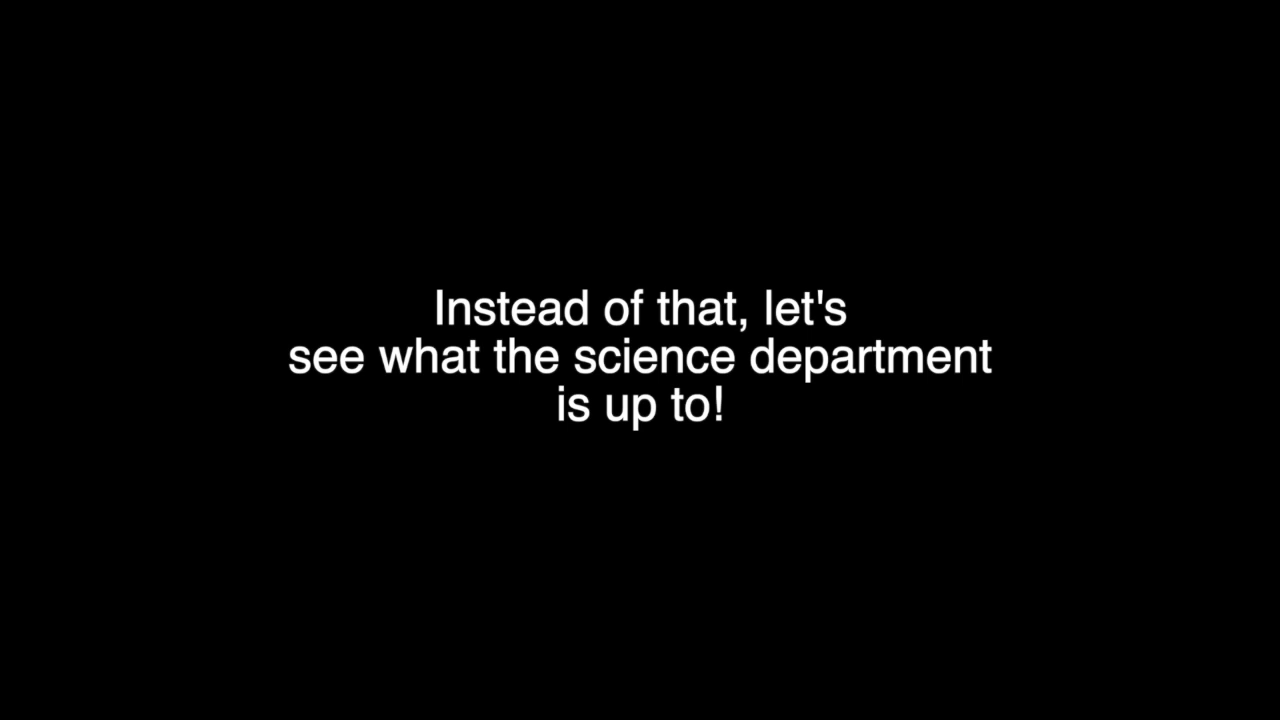 Instead of that, let's
see what the science department
is up to!